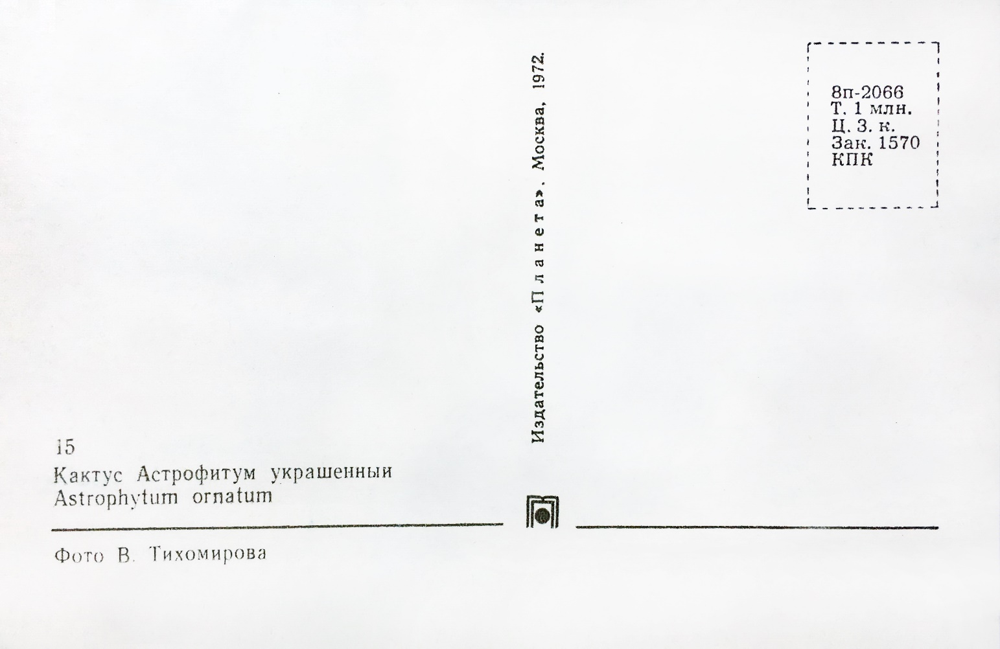 15
Кактус Астрофитум украшенный
Astrophytum ornatum
Фото В. Тихомирова
Издательство «Планета». Москва, 1972.
8п-2066
Т. 1 млн.
Ц. 3. к.
Зак. 1570
КПК